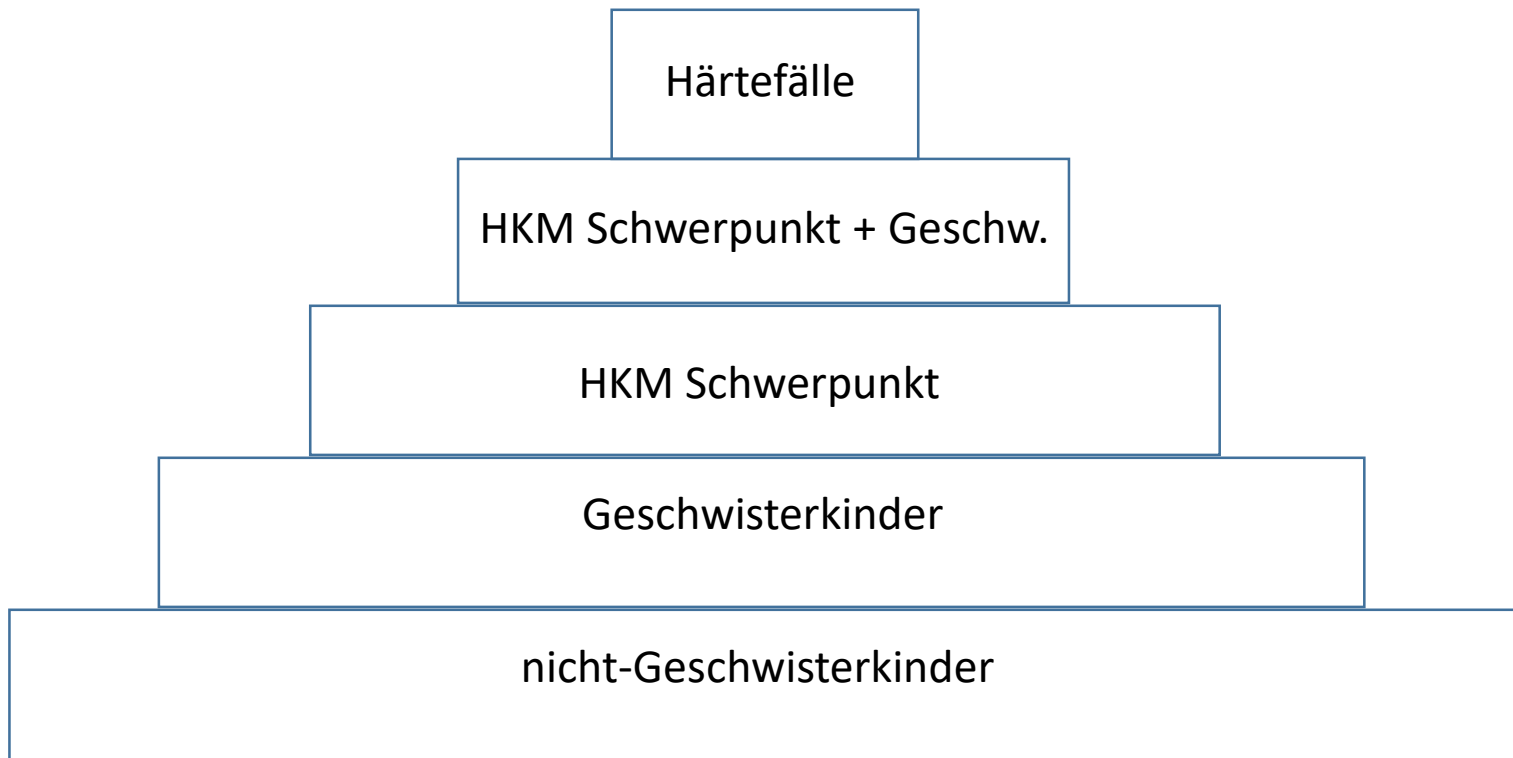 Härtefälle
HKM Schwerpunkt + Geschw.
HKM Schwerpunkt
Geschwisterkinder
nicht-Geschwisterkinder